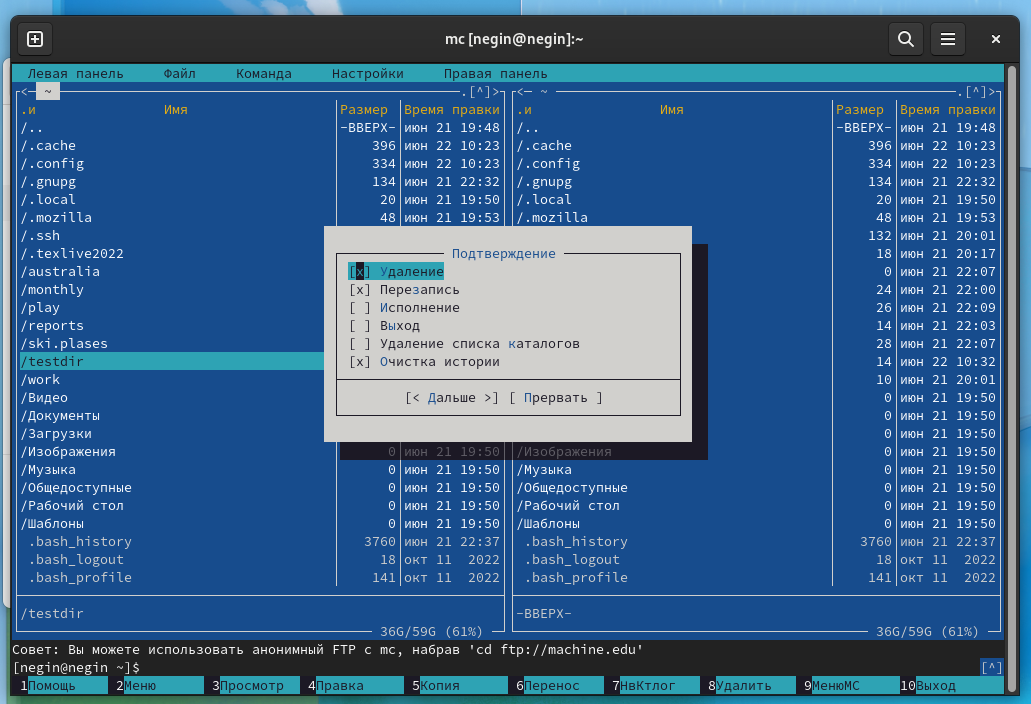 mc [negin@negin]:~
Левая панель Файл Команда Настройки Правая панель
<— ~ .[^]> <— ~ .[^]>
.и Имя Размер Время правки .и Имя Размер Время правки
/.. -ВВЕРХ- июн 21 19:48 /.. -ВВЕРХ- июн 21 19:48
/.cache 396 июн 22 10:23 /.cache 396 июн 22 10:23
/.config 334 июн 22 10:23 /.config 334 июн 22 10:23
/.gnupg 134 июн 21 22:32 /.gnupg 134 июн 21 22:32
/.local 20 июн 21 19:50 /.local 20 июн 21 19:50
/.mozilla 48 июн 21 19:53 /.mozilla 48 июн 21 19:53
/.ssh 132 июн 21 20:01
/.texlive2022 Подтверждение 18 июн 21 20:17
/australia [x] Удаление 0 июн 21 22:07
/monthly [x] Перезапись 24 июн 21 22:00
/play [ ] Исполнение 26 июн 21 22:09
/reports [ ] Выход 14 июн 21 22:03
/ski.plases [ ] Удаление списка каталогов 28 июн 21 22:07
/testdir [x] Очистка истории 14 июн 22 10:32
/work 10 июн 21 20:01
/Видео [< Дальше >] [ Прервать ] 0 июн 21 19:50
/Документы 0 июн 21 19:50
/Загрузки 0 июн 21 19:50
/Изображения 0 июн 21 19:50 /Изображения 0 июн 21 19:50
/Музыка 0 июн 21 19:50 /Музыка 0 июн 21 19:50
/Общедоступные 0 июн 21 19:50 /Общедоступные 0 июн 21 19:50
/Рабочий стол 0 июн 21 19:50 /Рабочий стол 0 июн 21 19:50
/Шаблоны 0 июн 21 19:50 /Шаблоны 0 июн 21 19:50
.bash_history 3760 июн 21 22:37 .bash_history 3760 июн 21 22:37
.bash_logout 18 окт 11 2022 .bash_logout 18 окт 11 2022
.bash_profile 141 окт 11 2022 .bash_profile 141 окт 11 2022
/testdir -ВВЕРХ-
36G/59G (61%) 36G/59G (61%)
Совет: Вы можете использовать анонимный FTP с mc, набрав 'cd ftp://machine.edu'
[negin@negin ~]$ [^]
1Помощь 2Меню 3Просмотр 4Правка 5Копия 6Перенос 7НвКтлог 8Удалить 9МенюMC 10Выход